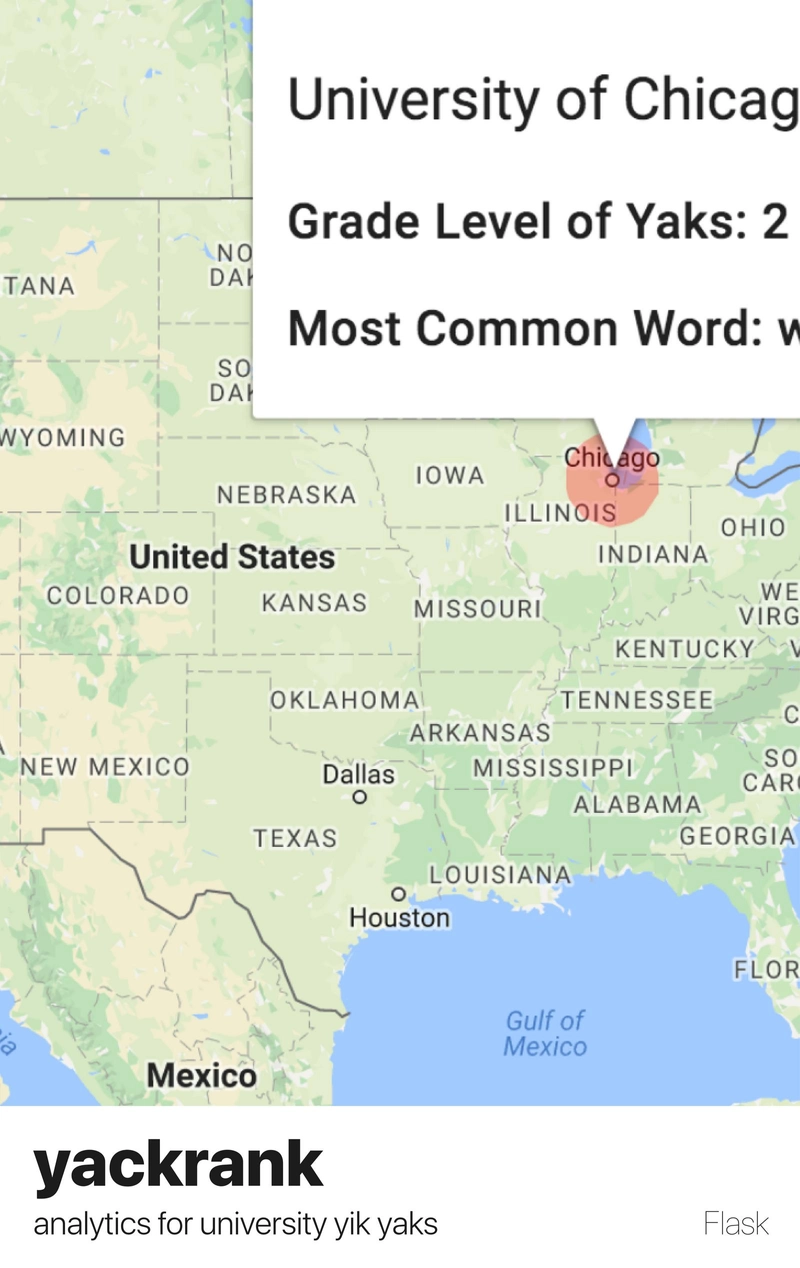 University of Chicag
Grade Level of Yaks: 2
Most Common Word: w
NO
DAK
TANA
SO
DAK
WYOMING
Chicago
IOWA
NEBRASKA
ILLINOIS
OHIO
United States
INDIANA
COLORADO
KANSAS
MISSOURI
WE
VIRG
KENTUCKY
V
OKLAHOMA
TENNESSEE
C
ARKANSAS
NEW MEXICO
Dallas
MISSISSIPPI
SO
CARO
ALABAMA
TEXAS
GEORGIA
LOUISIANA
Houston
FLOR
Gulf of
Mexico
ia
Mexico
yackrank
analytics for university yik yaks
Flask